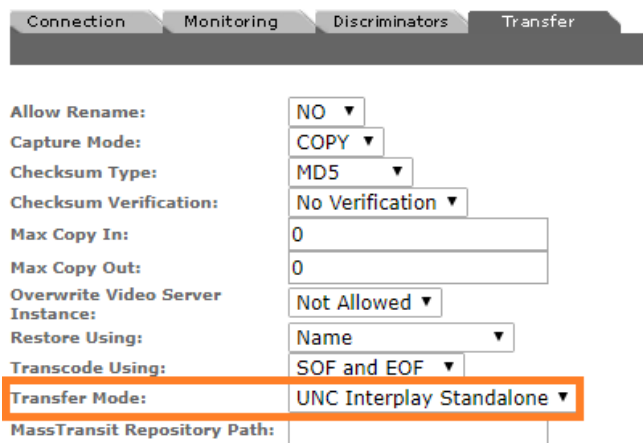 Connection Monitoring Discriminators Transfer
Allow Rename: NO
Capture Mode: COPY
Checksum Type: MD5
Checksum Verification: No Verification
Max Copy In: 0
Max Copy Out: 0
Overwrite Video Server
Instance: Not Allowed
Restore Using: Name
Transcode Using: SOF and EOF
Transfer Mode: UNC Interplay Standalone
MassTransit Repository Path: